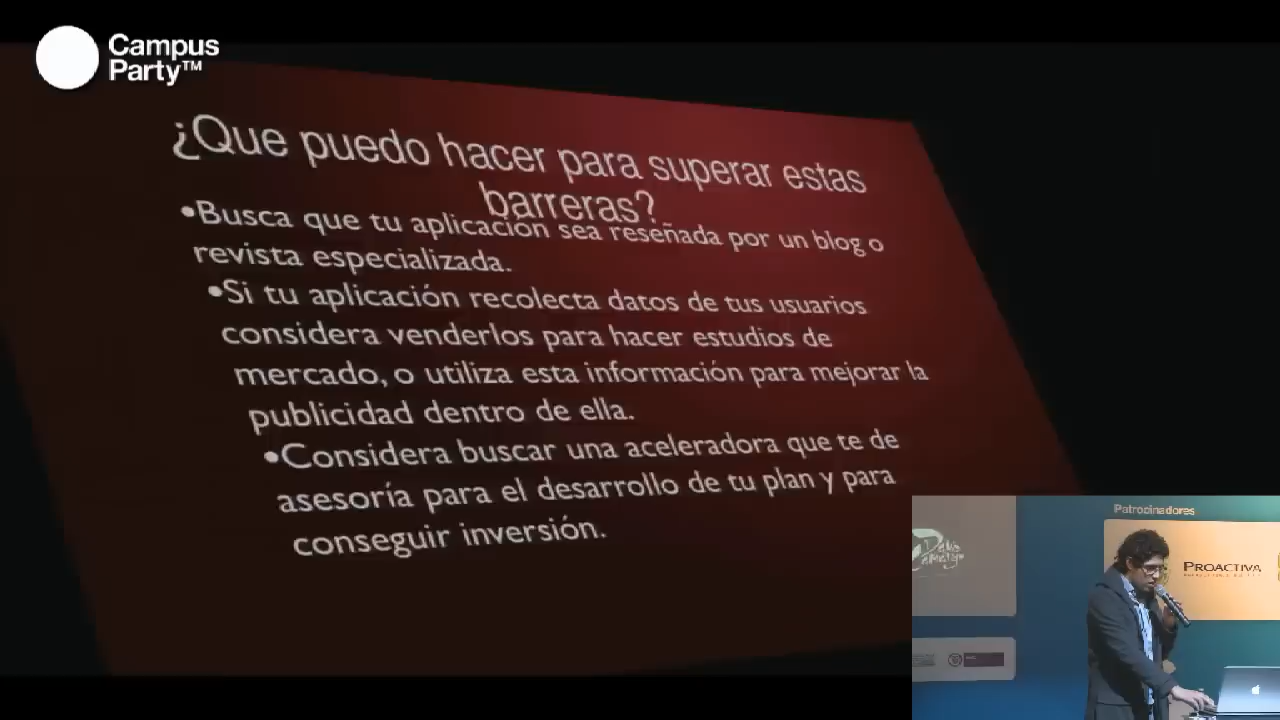 Campus
Party™
¿Que puedo hacer para superar estas
barreras?
•Busca que tu aplicación sea reseñada por un blog o
revista especializada.
•Si tu aplicación recolecta datos de tus usuarios
considera venderlos para hacer estudios de
mercado, o utiliza esta información para mejorar la
publicidad dentro de ella.
•Considera buscar una aceleradora que te de
asesoría para el desarrollo de tu plan y para
conseguir inversión.
Patrocinadores
PROACTIVA